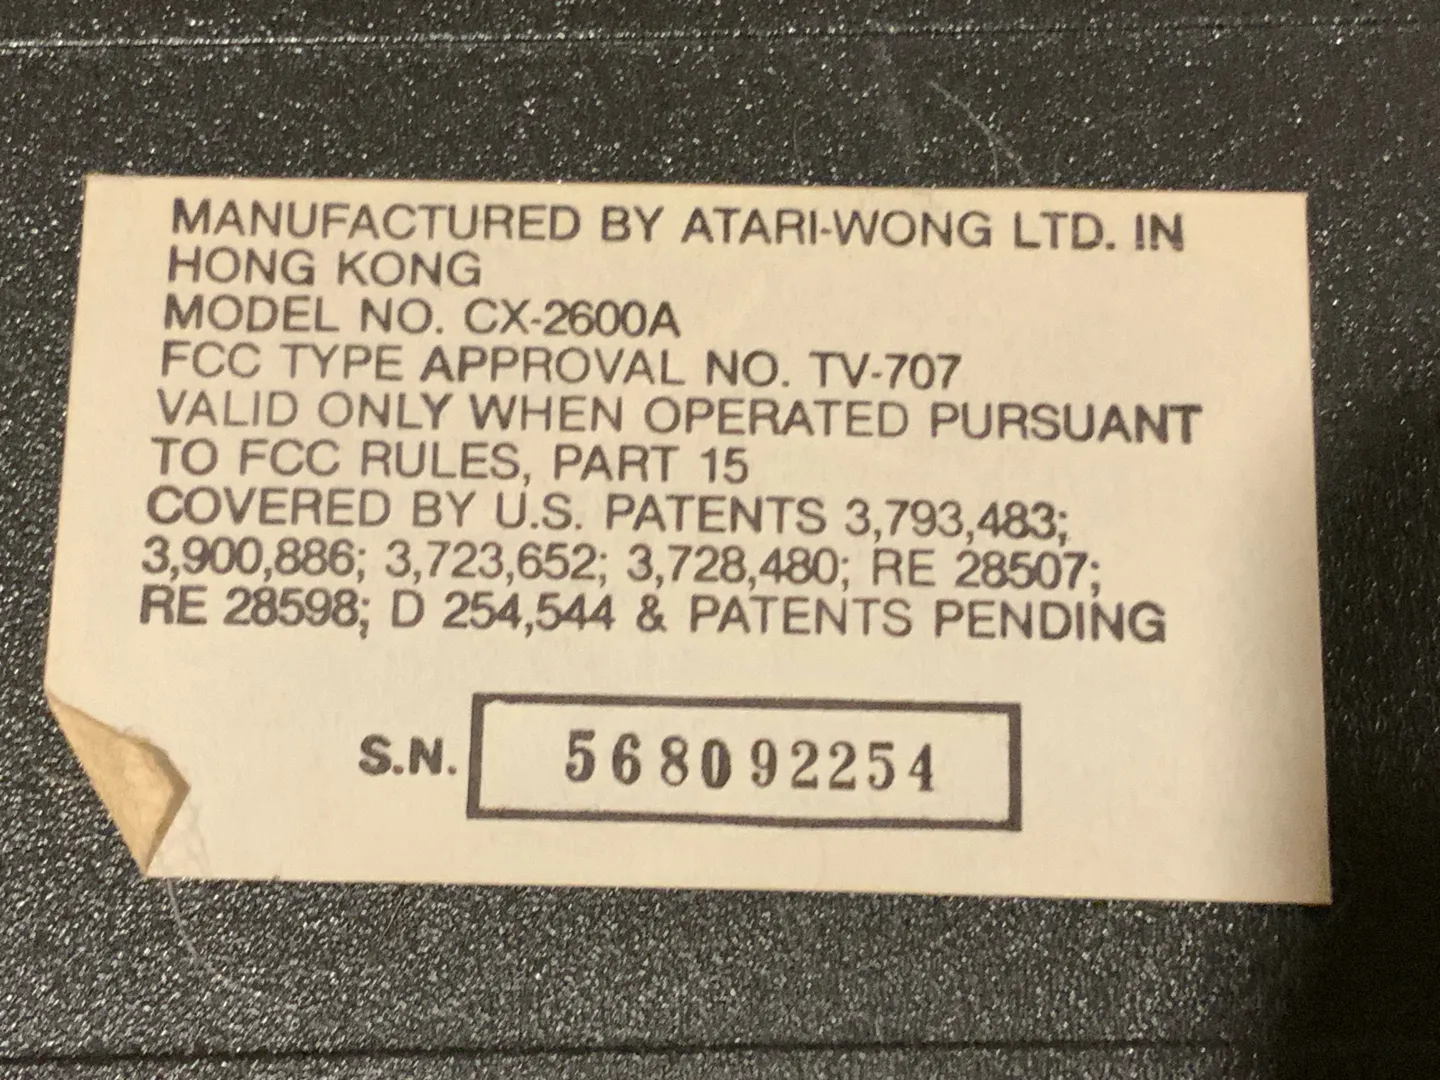 MANUFACTURED BY ATARI-WONG LTD. IN
HONG KONG
MODEL NO. CX-2600A
FCC TYPE APPROVAL NO. TV-707
VALID ONLY WHEN OPERATED PURSUANT
TO FCC RULES, PART 15
COVERED BY U.S. PATENTS 3,793,483;
3,900,886; 3,723,652; 3,728,480; RE 28507;
RE 28598; D 254,544 & PATENTS PENDING
S.N. 568092254